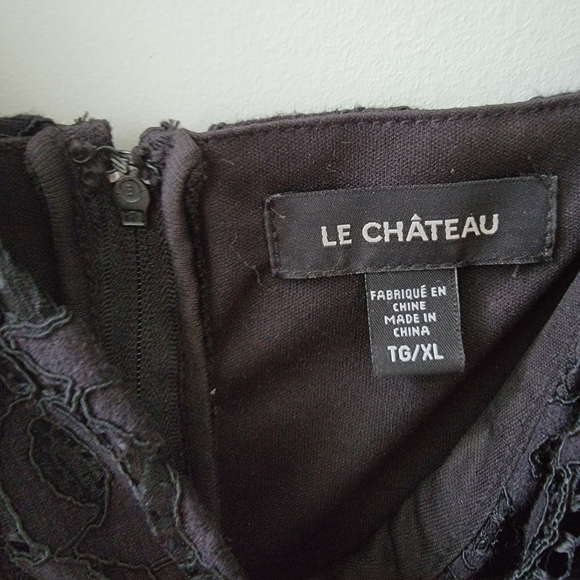 LE CHÂTEAU
FABRIQUÉ EN
CHINE
MADE IN
CHINA
TG/XL